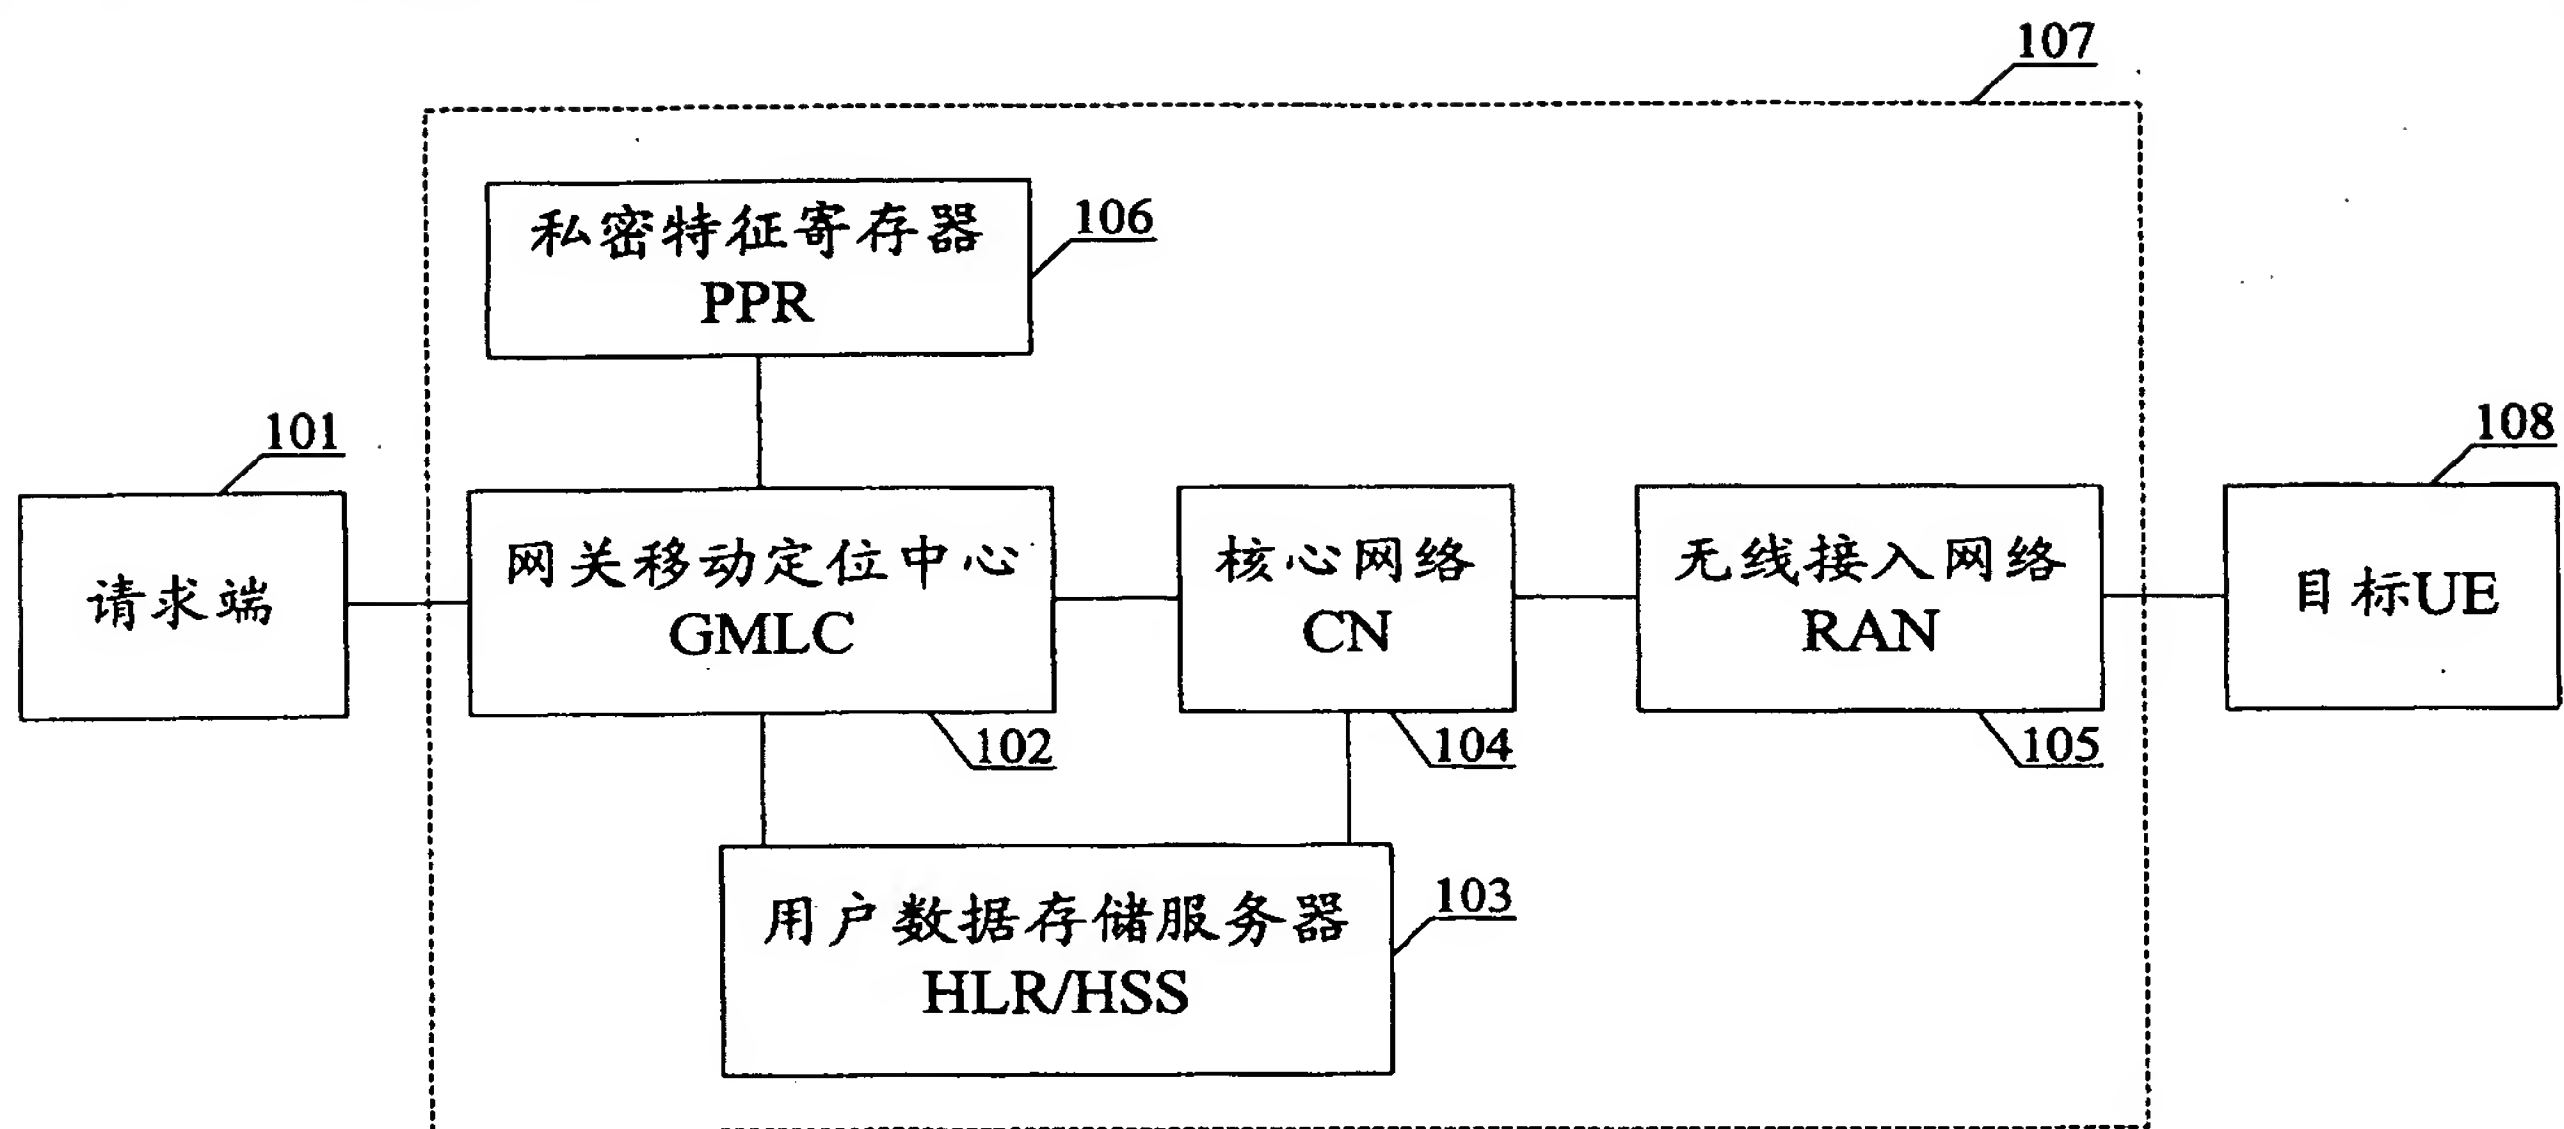 107
私密特征寄存器
PPR
106
101
108
请求端
网关移动定位中心
GMLC
核心网络
CN
无线接入网络
RAN
目标UE
102
104
105
用户数据存储服务器
HLR/HSS
103